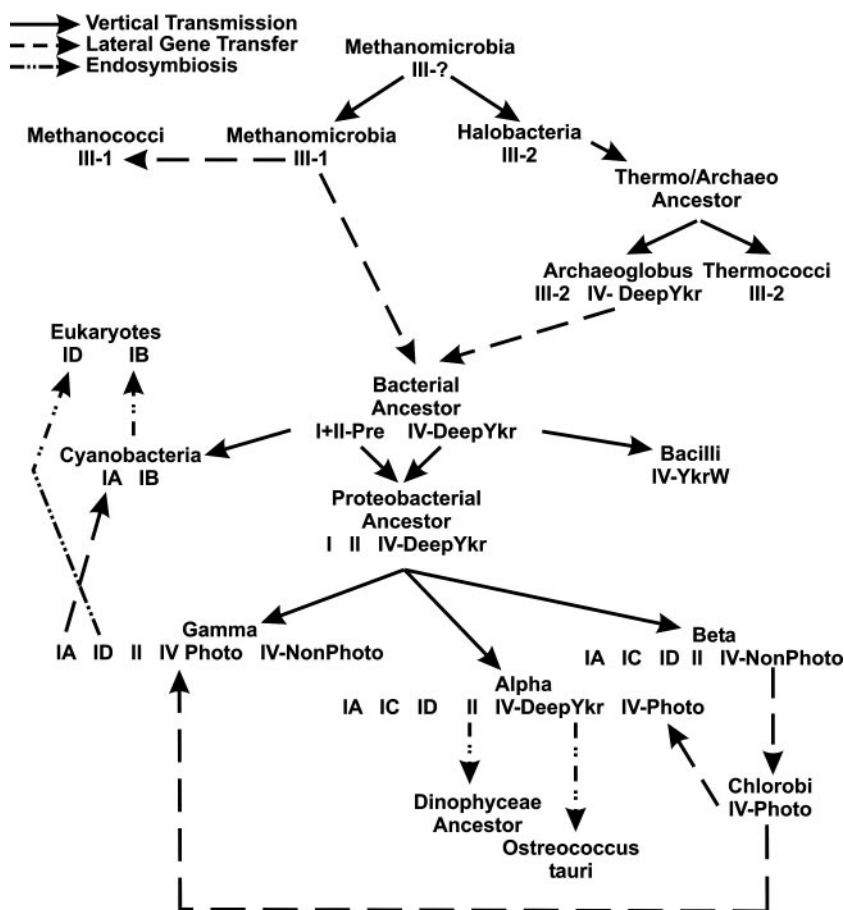 Vertical Transmission
Lateral Gene Transfer
Endosymbiosis
Methanomicrobia
III-?
Methanococci
III-1
Methanomicrobia
III-1
Halobacteria
III-2
Thermo/Archaeo
Ancestor
Archaeoglobus
III-2 IV- DeepYkr
Thermococci
III-2
Eukaryotes
ID IB
Bacterial
Ancestor
I+II-Pre IV-DeepYkr
Cyanobacteria
IA IB
Bacilli
IV-YkrW
Proteobacterial
Ancestor
I II IV-DeepYkr
Gamma
IA ID II IV Photo IV-NonPhoto
Beta
IA IC ID II IV-NonPhoto
Alpha
IA IC ID II IV-DeepYkr IV-Photo
Chlorobi
IV-Photo
Dinophyceae
Ancestor
Ostreococcus
tauri